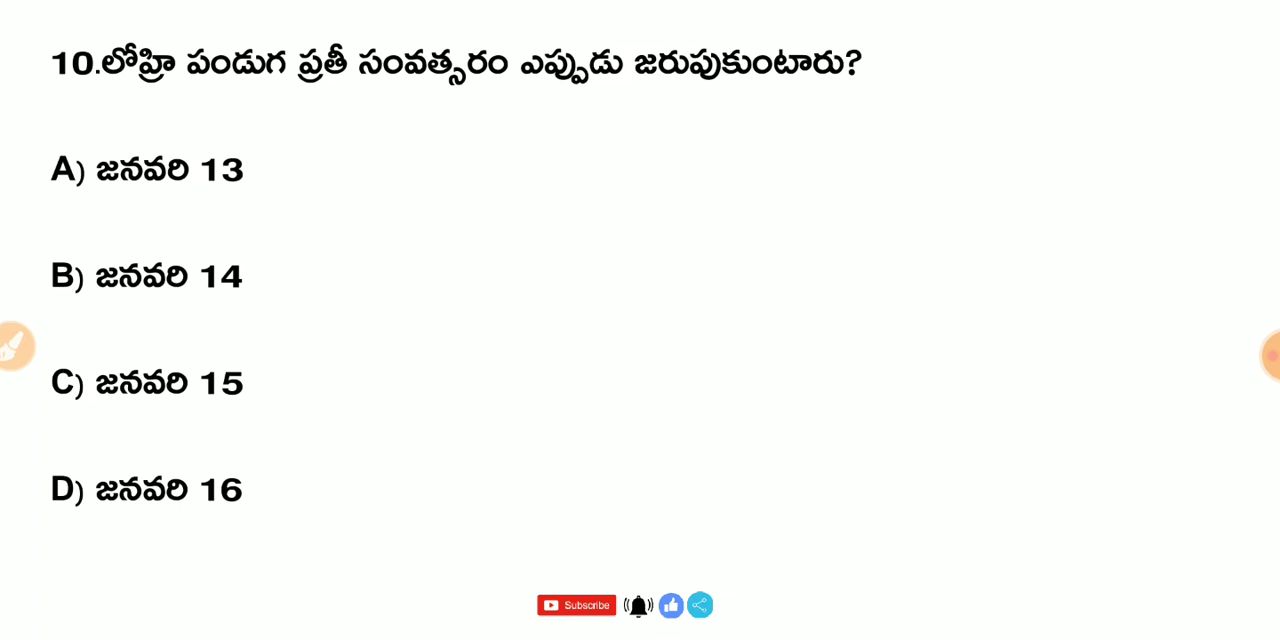 10.లోహ్రి పండుగ ప్రతీ సంవత్సరం ఎప్పుడు జరుపుకుంటారు?
A) జనవరి 13
B) జనవరి 14
C) జనవరి 15
D) జనవరి 16
Subscribe